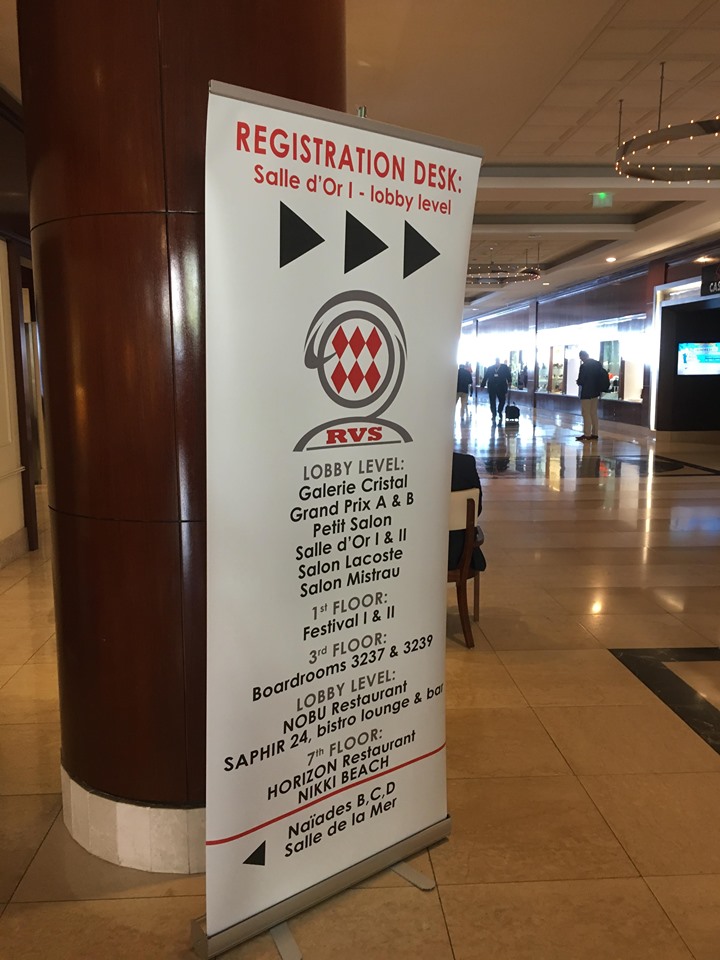 REGISTRATION DESK:
Salle d'Or I - lobby level
RVS
LOBBY LEVEL:
Galerie Cristal
Grand Prix A & B
Petit Salon
Salle d'Or I & II
Salon Lacoste
Salon Mistrau
1st FLOOR:
Festival I & II
3rd FLOOR:
Boardrooms 3237 & 3239
LOBBY LEVEL:
NOBU Restaurant
SAPHIR 24, bistro lounge & bar
7th FLOOR:
HORIZON Restaurant
NIKKI BEACH
Naïades B,C,D
Salle de la Mer